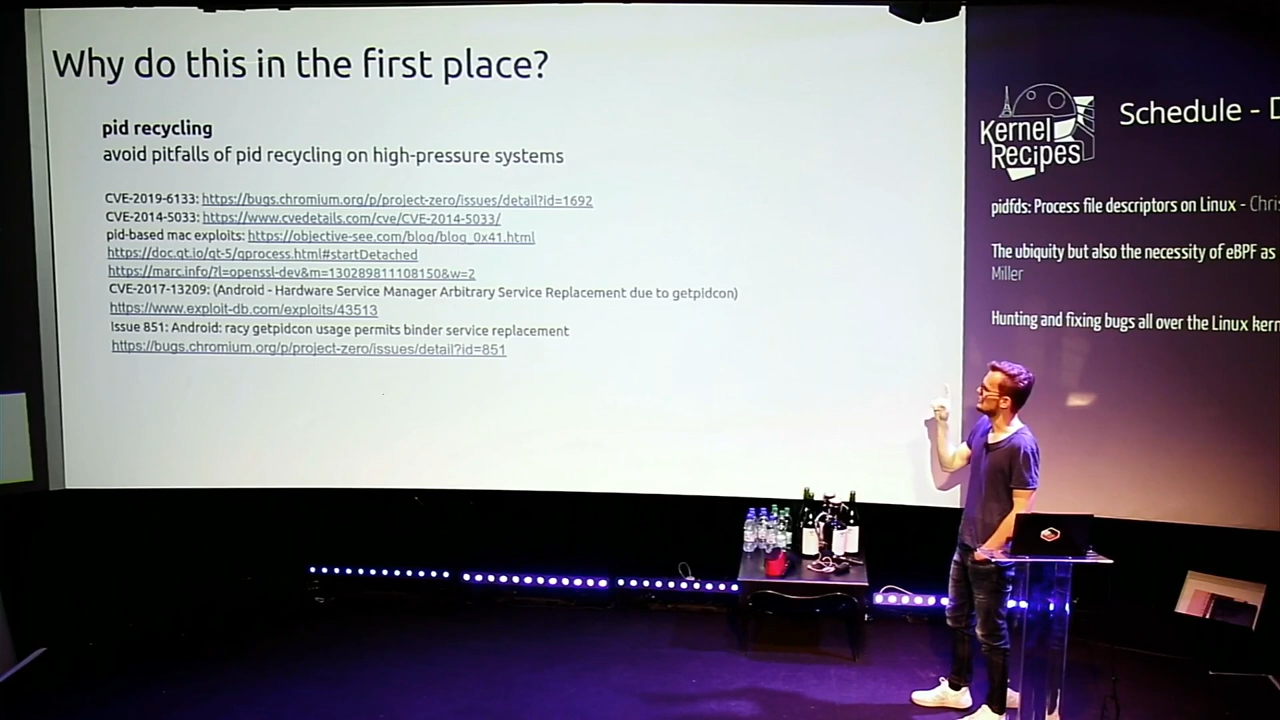 Why do this in the first place?
pid recycling
avoid pitfalls of pid recycling on high-pressure systems
CVE-2019-6133: https://bugs.chromium.org/p/project-zero/issues/detail?id=1692
CVE-2014-5033: https://www.cvedetails.com/cve/CVE-2014-5033/
pid-based mac exploits: https://objective-see.com/blog/blog_0x41.html
https://doc.qt.io/qt-5/qprocess.html#startDetached
https://marc.info/?l=openssl-dev&m=130289811108150&w=2
CVE-2017-13209: (Android - Hardware Service Manager Arbitrary Service Replacement due to getpidcon)
https://www.exploit-db.com/exploits/43513
Issue 851: Android: racy getpidcon usage permits binder service replacement
https://bugs.chromium.org/p/project-zero/issues/detail?id=851
Kernel
Recipes
Schedule - D
pidfds: Process file descriptors on Linux - Chris
The ubiquity but also the necessity of eBPF as
Miller
Hunting and fixing bugs all over the Linux kern